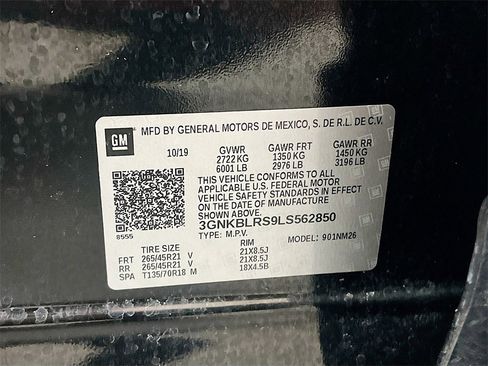 GM
MFD BY GENERAL MOTORS DE MEXICO, S. DE R.L. DE C.V.
10/19 GVWR GAWR FRT GAWR RR
2722 KG 1350 KG 1450 KG
6001 LB 2976 LB 3196 LB
THIS VEHICLE CONFORMS TO ALL
APPLICABLE U.S. FEDERAL MOTOR
VEHICLE SAFETY STANDARDS IN EFFECT
ON THE DATE OF MANUFACTURE SHOWN ABOVE.
3GNKBLRS9LS562850
8555 TYPE: M.P.V. MODEL: 901NM26
TIRE SIZE RIM
FRT 265/45R21 V 21X8.5J
RR 265/45R21 V 21X8.5J
SPA T135/70R18 M 18X4.5B